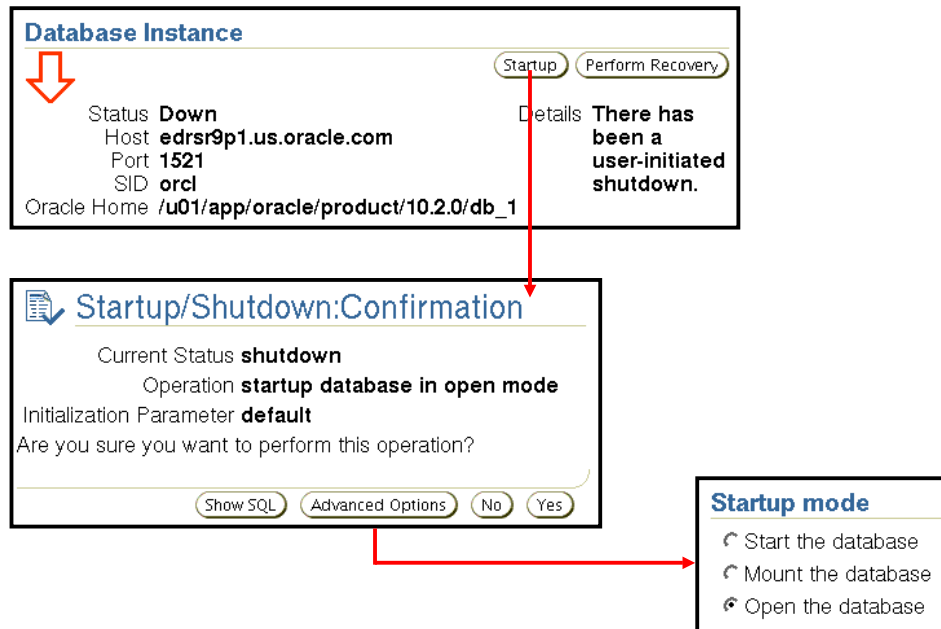 Database Instance
Startup Perform Recovery
Status Down
Host edrsr9p1.us.oracle.com
Port 1521
SID orcl
Oracle Home /u01/app/oracle/product/10.2.0/db_1
Details There has
been a
user-initiated
shutdown.
Startup/Shutdown:Confirmation
Current Status shutdown
Operation startup database in open mode
Initialization Parameter default
Are you sure you want to perform this operation?
Show SQL Advanced Options No Yes
Startup mode
Start the database
Mount the database
Open the database